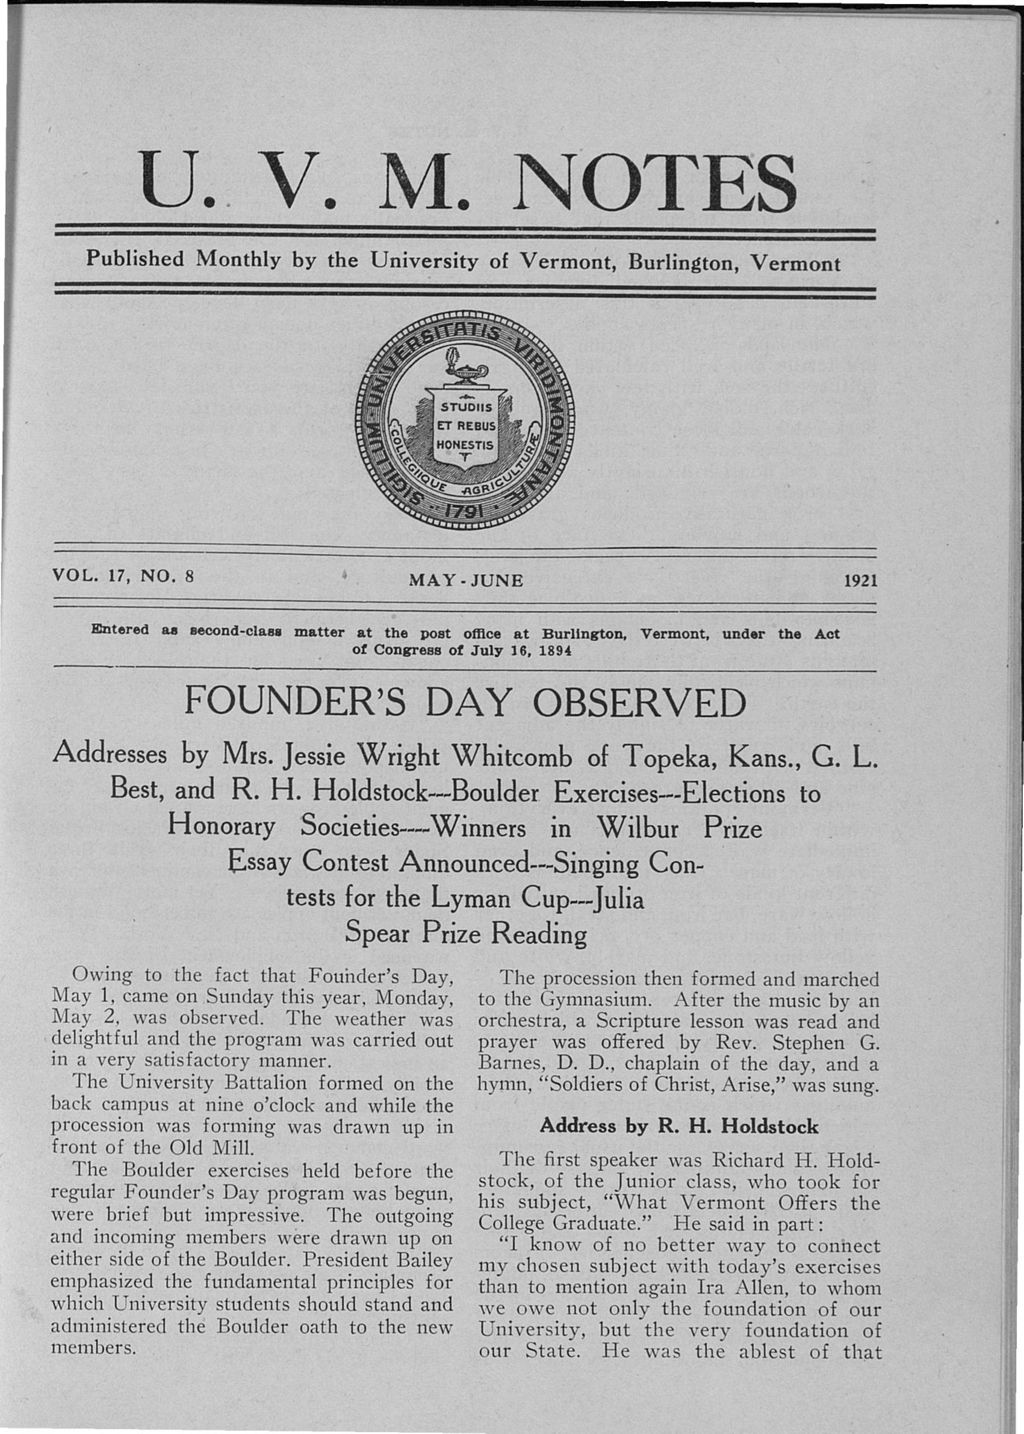 U. V. M. NOTES
Published Monthly by the University of Vermont, Burlington, Vermont
SIGILLUM - UNIVERSITATIS - VIRIDIMONTANÆ -
COLLEGIIQUE AGRICULTURÆ
STUDIIS
ET REBUS
HONESTIS
1791
VOL. 17, NO. 8 MAY-JUNE 1921
Entered as second-class matter at the post office at Burlington, Vermont, under the Act
of Congress of July 16, 1894
FOUNDER'S DAY OBSERVED
Addresses by Mrs. Jessie Wright Whitcomb of Topeka, Kans., G. L.
Best, and R. H. Holdstock---Boulder Exercises---Elections to
Honorary Societies----Winners in Wilbur Prize
Essay Contest Announced---Singing Con-
tests for the Lyman Cup---Julia
Spear Prize Reading
Owing to the fact that Founder's Day,
May 1, came on Sunday this year, Monday,
May 2, was observed. The weather was
delightful and the program was carried out
in a very satisfactory manner.
The University Battalion formed on the
back campus at nine o'clock and while the
procession was forming was drawn up in
front of the Old Mill.
The Boulder exercises held before the
regular Founder's Day program was begun,
were brief but impressive. The outgoing
and incoming members were drawn up on
either side of the Boulder. President Bailey
emphasized the fundamental principles for
which University students should stand and
administered the Boulder oath to the new
members.
The procession then formed and marched
to the Gymnasium. After the music by an
orchestra, a Scripture lesson was read and
prayer was offered by Rev. Stephen G.
Barnes, D. D., chaplain of the day, and a
hymn, "Soldiers of Christ, Arise," was sung.
Address by R. H. Holdstock
The first speaker was Richard H. Hold-
stock, of the Junior class, who took for
his subject, "What Vermont Offers the
College Graduate." He said in part:
"I know of no better way to connect
my chosen subject with today's exercises
than to mention again Ira Allen, to whom
we owe not only the foundation of our
University, but the very foundation of
our State. He was the ablest of that